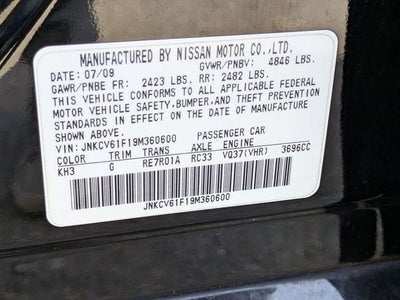 MANUFACTURED BY NISSAN MOTOR CO.,LTD.
DATE: 07/09 GVWR/PNBV: 4846 LBS.
GAWR/PNBE FR: 2423 LBS. RR: 2482 LBS.
THIS VEHICLE CONFORMS TO ALL APPLICABLE FEDERAL
MOTOR VEHICLE SAFETY, BUMPER, AND THEFT PREVENTION
STANDARDS IN EFFECT ON THE DATE OF MANUFACTURE
SHOWN ABOVE.
VIN: JNKCV61F19M360600 PASSENGER CAR
COLOR TRIM TRANS AXLE ENGINE
KH3 G RE7R01A RC33 VQ37(VHR) 3696CC
JNKCV61F19M360600